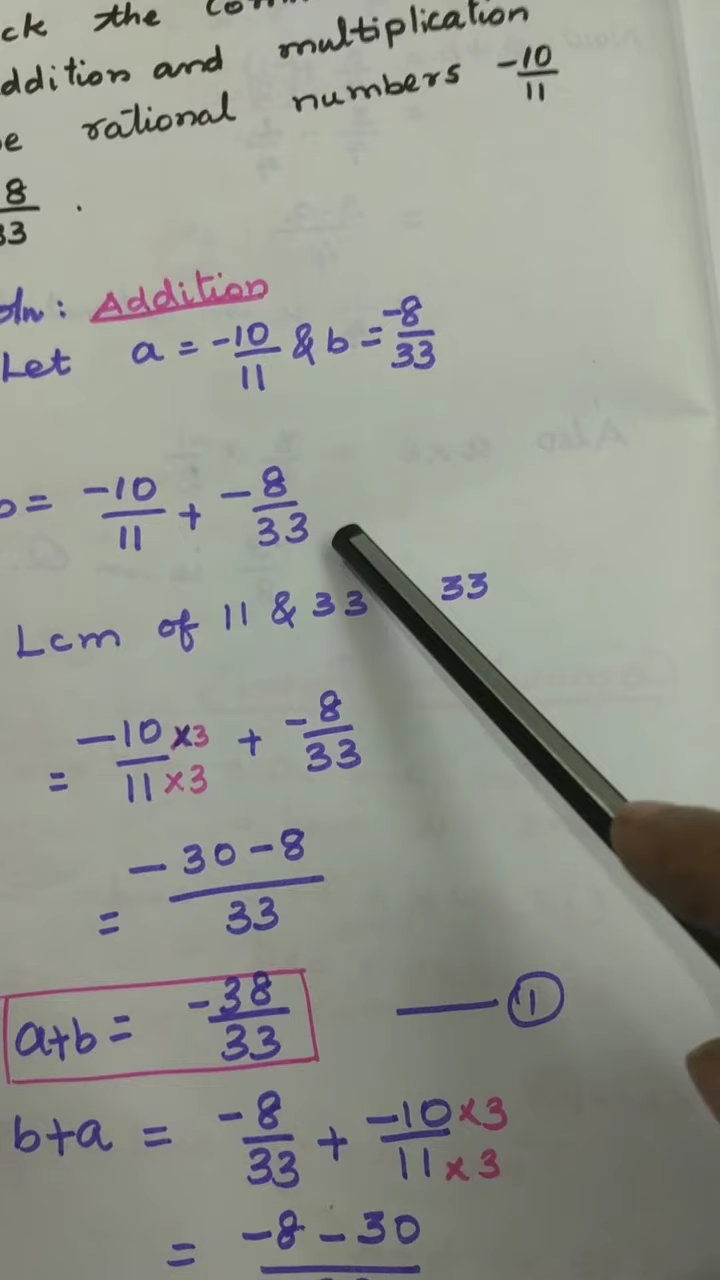 ck the com
ddition and multiplication
e rational numbers -10/11
8/33 .
oln: Addition
Let a = -10/11 & b = -8/33
b = -10/11 + -8/33
Lcm of 11 & 33 33
= -10×3/11×3 + -8/33
= -30-8/33
a+b = -38/33 —— ①
b+a = -8/33 + -10×3/11×3
= -8-30